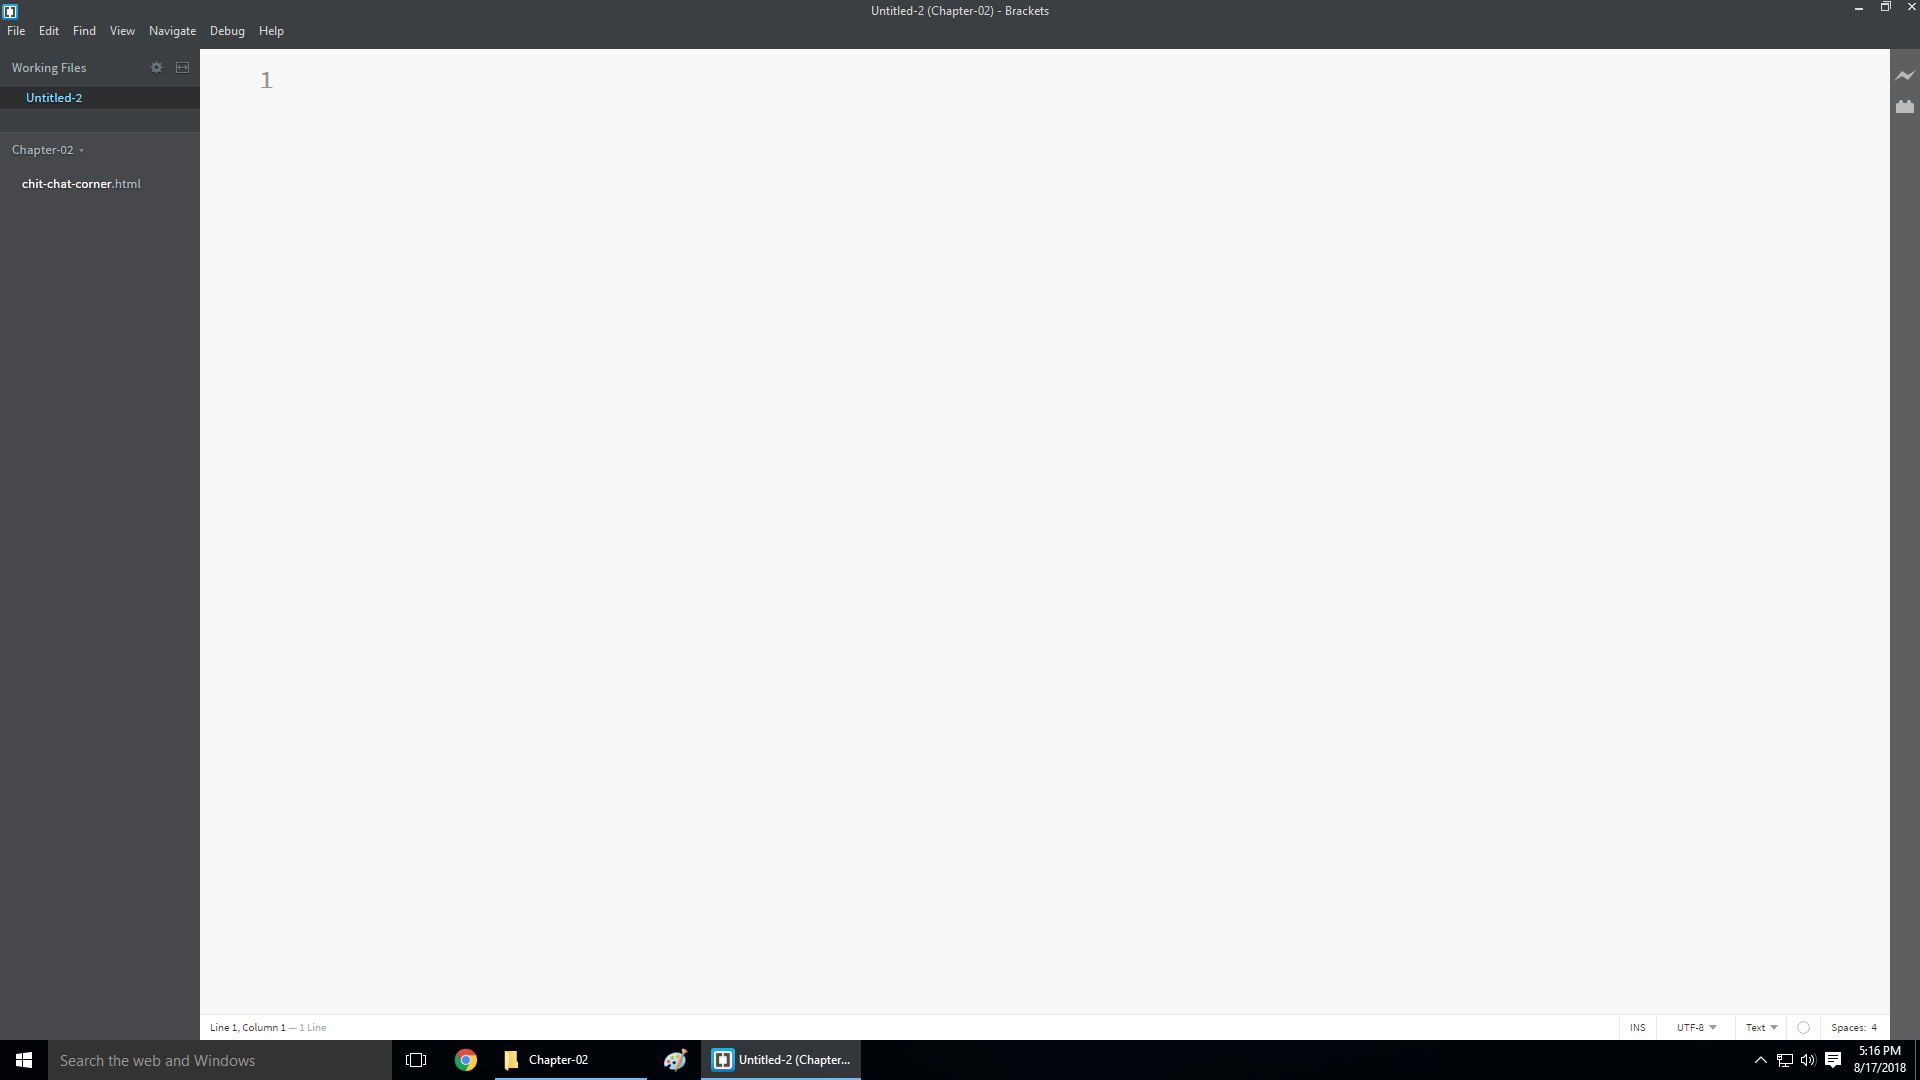 Untitled-2 (Chapter-02) - Brackets
File Edit Find View Navigate Debug Help
Working Files
Untitled-2
Chapter-02
chit-chat-corner.html
1
Line 1, Column 1 — 1 Line
INS UTF-8 Text Spaces: 4
Search the web and Windows
Chapter-02
Untitled-2 (Chapter...
5:16 PM
8/17/2018